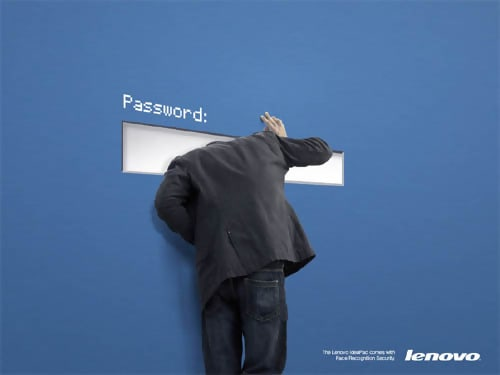 Password:
The Lenovo IdeaPad comes with
Face Recognition Security.
lenovo